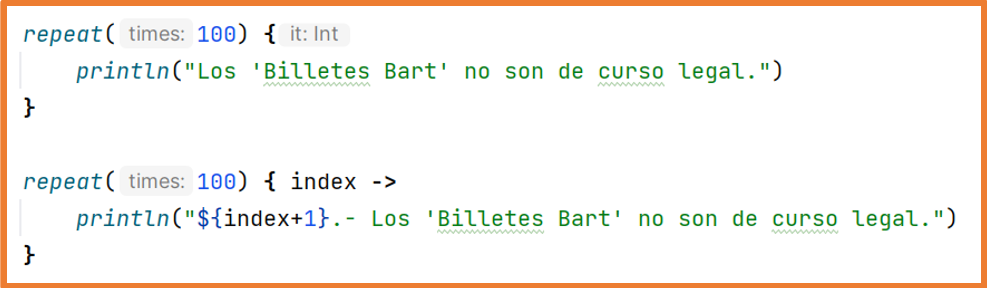 repeat( times: 100) { it: Int
println("Los 'Billetes Bart' no son de curso legal.")
}
repeat( times: 100) { index ->
println("${index+1}.- Los 'Billetes Bart' no son de curso legal.")
}